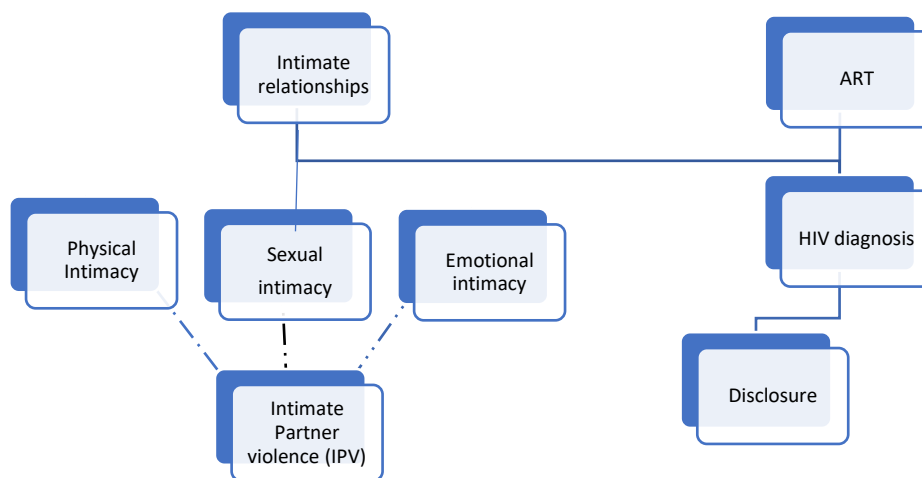 Intimate
relationships
ART
HIV diagnosis
Physical
Intimacy
Sexual
intimacy
Emotional
intimacy
Intimate
Partner
violence (IPV)
Disclosure